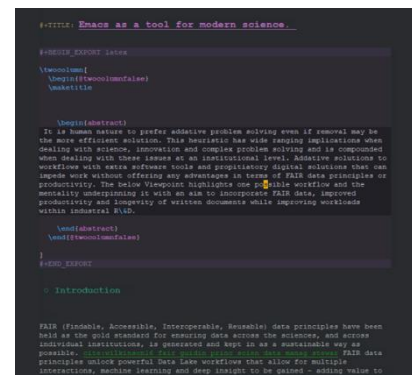 #+TITLE: Emacs as a tool for modern science.
#+BEGIN_EXPORT latex
\twocolumn[
\begin{@twocolumnfalse}
\maketitle
\begin{abstract}
It is human nature to prefer addative problem solving even if removal may be
the more efficient solution. This heuristic has wide ranging implications when
dealing with science, innovation and complex problem solving and is compounded
when dealing with these issues at an institutional level. Addative solutions to
workflows with extra software tools and propitiatory digital solutions that can
impede work without offering any advantages in terms of FAIR data principles or
productivity. The below Viewpoint highlights one possible workflow and the
mentality underpinning it with an aim to incorporate FAIR data, improved
productivity and longevity of written documents while improving workloads
within industral R\&D.
\end{abstract}
\end{@twocolumnfalse}
]
#+END_EXPORT
Introduction
FAIR (Findable, Accessible, Interoperable, Reusable) data principles have been
held as the gold standard for ensuring data across the sciences, and across
individual institutions, is generated and kept in as a sustainable way as
possible. FAIR data
principles unlock powerful Data Lake workflows that allow for multiple
interactions, machine learning and deep insight to be gained – adding value to